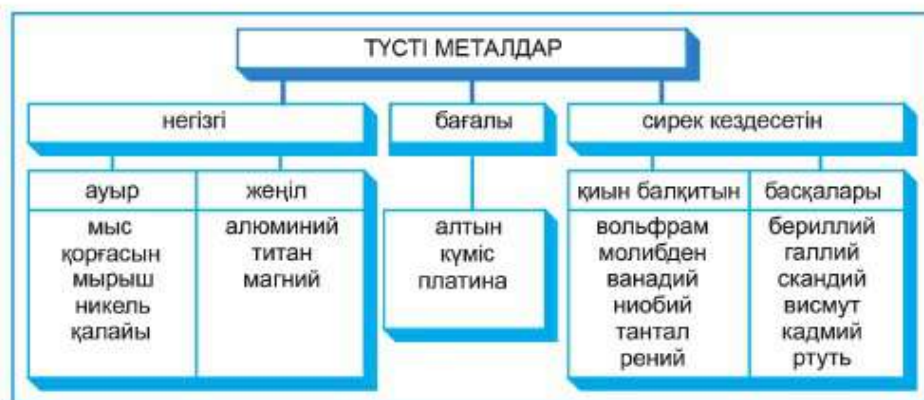 ТҮСТІ МЕТАЛДАР
негізгі
бағалы
сирек кездесетін
ауыр
мыс
қорғасын
мырыш
никель
қалайы
жеңіл
алюминий
титан
магний
алтын
күміс
платина
қиын балқитын
вольфрам
молибден
ванадий
ниобий
тантал
рений
басқалары
бериллий
галлий
скандий
висмут
кадмий
ртуть